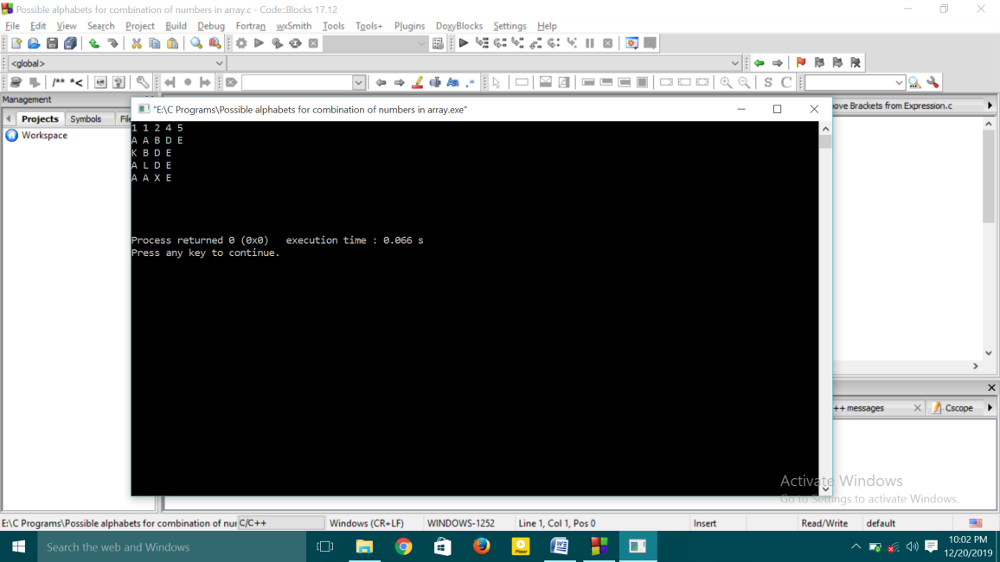 Possible alphabets for combination of numbers in array.c - Code::Blocks 17.12
File Edit View Search Project Build Debug Fortran wxSmith Tools Tools+ Plugins DoxyBlocks Settings Help
<global>
/** *<
S C
Management
Projects Symbols File
Workspace
"E:\C Programs\Possible alphabets for combination of numbers in array.exe"
ove Brackets from Expression.c
1 1 2 4 5
A A B D E
K B D E
A L D E
A A X E
Process returned 0 (0x0) execution time : 0.066 s
Press any key to continue.
++ messages
Cscope
Activate Windows
Go to Settings to activate Windows.
E:\C Programs\Possible alphabets for combination of nur C/C++ Windows (CR+LF) WINDOWS-1252 Line 1, Col 1, Pos 0 Insert Read/Write default
Search the web and Windows
10:02 PM
12/20/2019